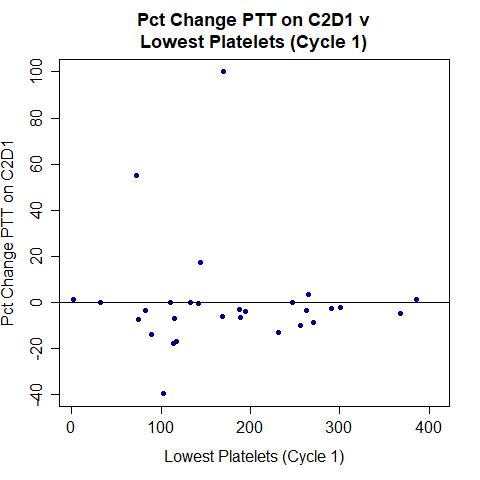 Pct Change PTT on C2D1 v
Lowest Platelets (Cycle 1)
Pct Change PTT on C2D1
100
80
60
40
20
0
-20
-40
0 100 200 300 400
Lowest Platelets (Cycle 1)